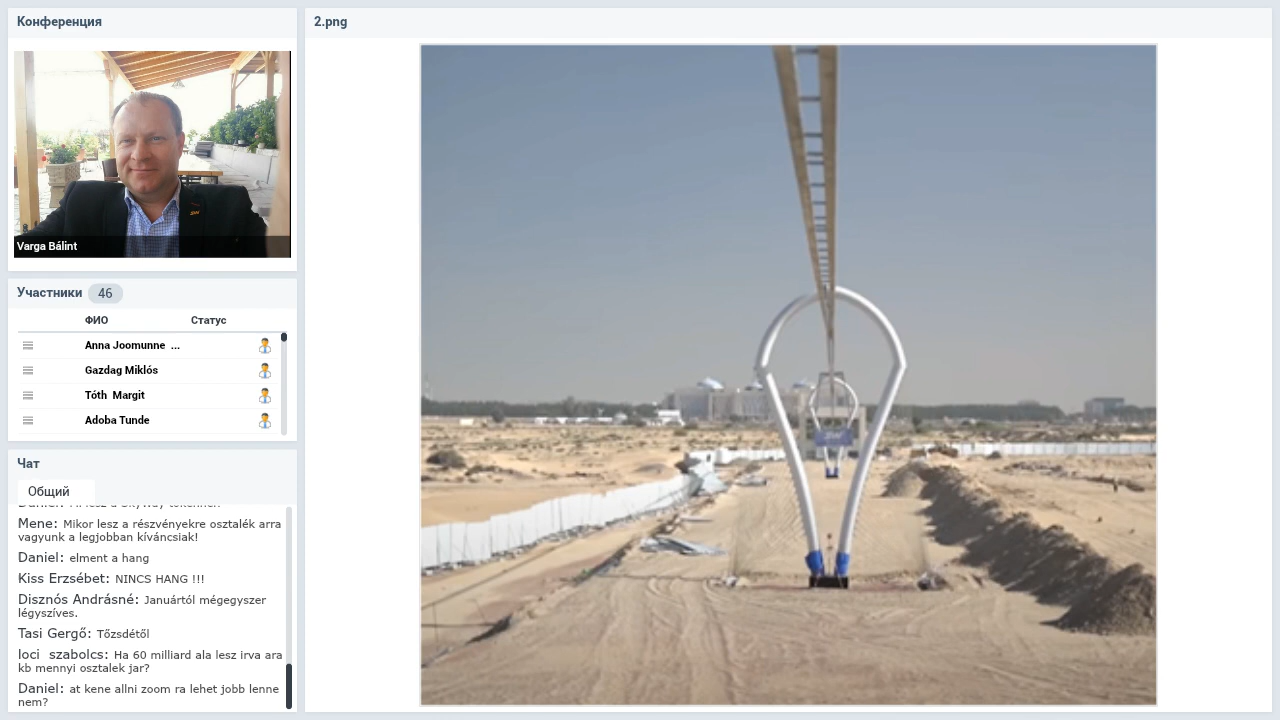 Конференция
Varga Bálint
Участники 46
ФИО Статус
Anna Joomunne ...
Gazdag Miklós
Tóth Margit
Adoba Tunde
Чат
Общий
Mene: Mikor lesz a részvényekre osztalék arra
vagyunk a legjobban kíváncsiak!
Daniel: elment a hang
Kiss Erzsébet: NINCS HANG !!!
Disznós Andrásné: Januártól mégegyszer
légyszíves.
Tasi Gergő: Tőzsdétől
loci szabolcs: Ha 60 milliard ala lesz irva ara
kb mennyi osztalek jar?
Daniel: at kene allni zoom ra lehet jobb lenne
nem?
2.png